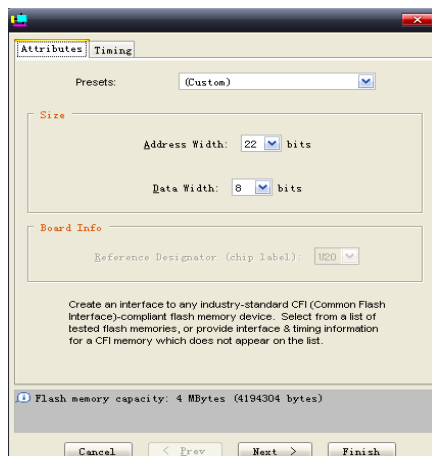 Attributes Timing
Presets: (Custom)
Size
Address Width: 22 bits
Data Width: 8 bits
Board Info
Reference Designator (chip label): U20
Create an interface to any industry-standard CFI (Common Flash
Interface)-compliant flash memory device. Select from a list of
tested flash memories, or provide interface & timing information
for a CFI memory which does not appear on the list.
Flash memory capacity: 4 MBytes (4194304 bytes)
Cancel < Prev Next > Finish